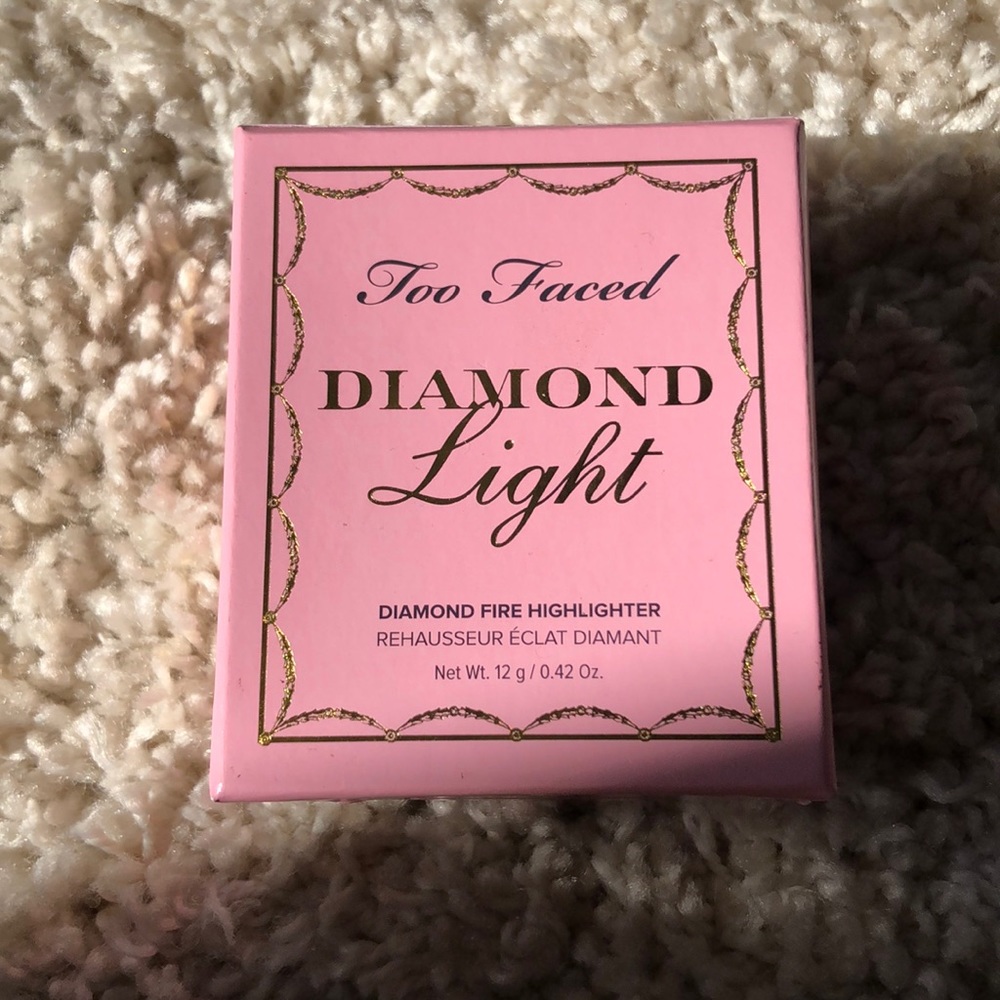 Too Faced
DIAMOND
Light
DIAMOND FIRE HIGHLIGHTER
REHAUSSEUR ÉCLAT DIAMANT
Net Wt. 12 g / 0.42 Oz.